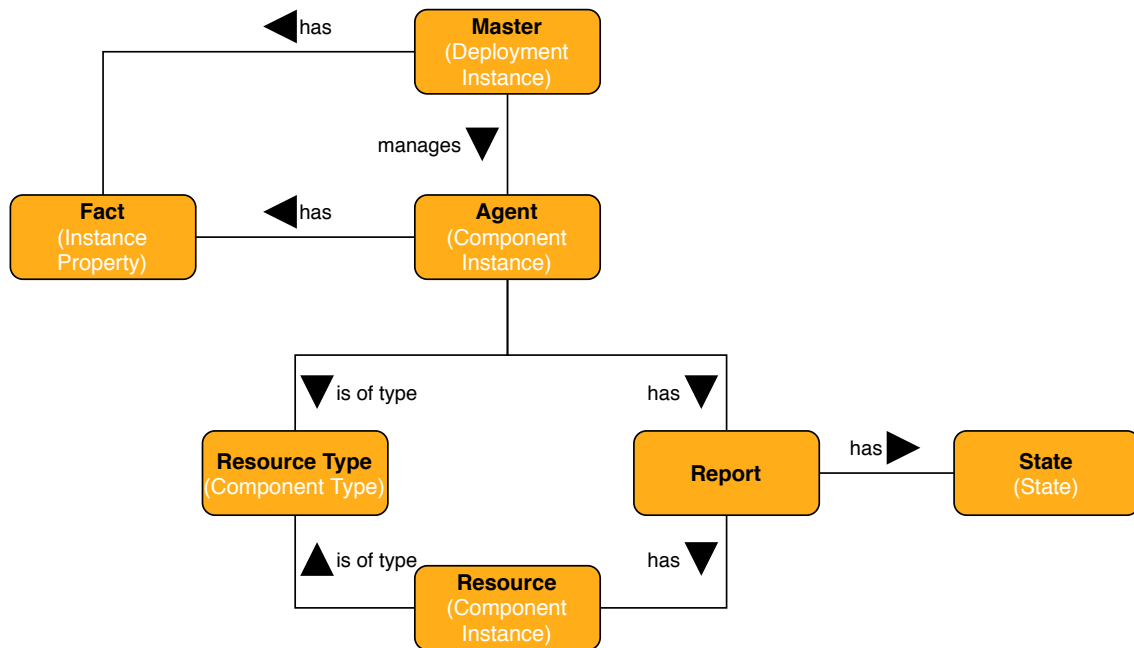 has
Master
(Deployment
Instance)
manages
Fact
(Instance
Property)
has
Agent
(Component
Instance)
is of type
has
Resource Type
(Component Type)
Report
has
State
(State)
is of type
has
Resource
(Component
Instance)